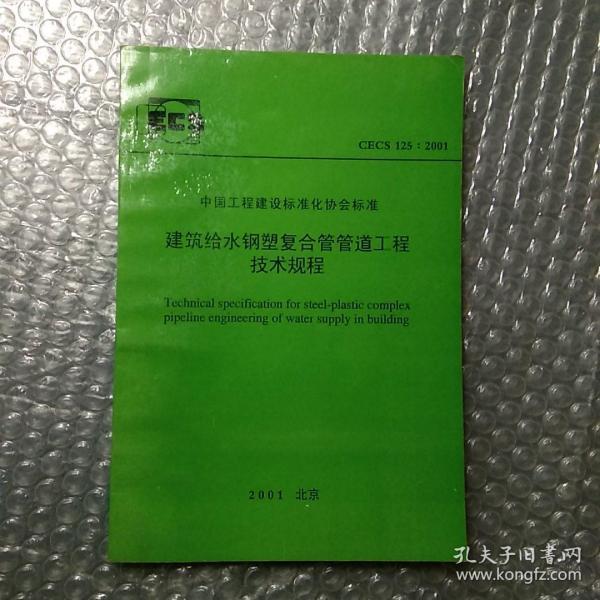 CECS
CECS 125：2001
中国工程建设标准化协会标准
建筑给水钢塑复合管管道工程
技术规程
Technical specification for steel-plastic complex
pipeline engineering of water supply in building
2001 北京
孔夫子旧书网
www.kongfz.com